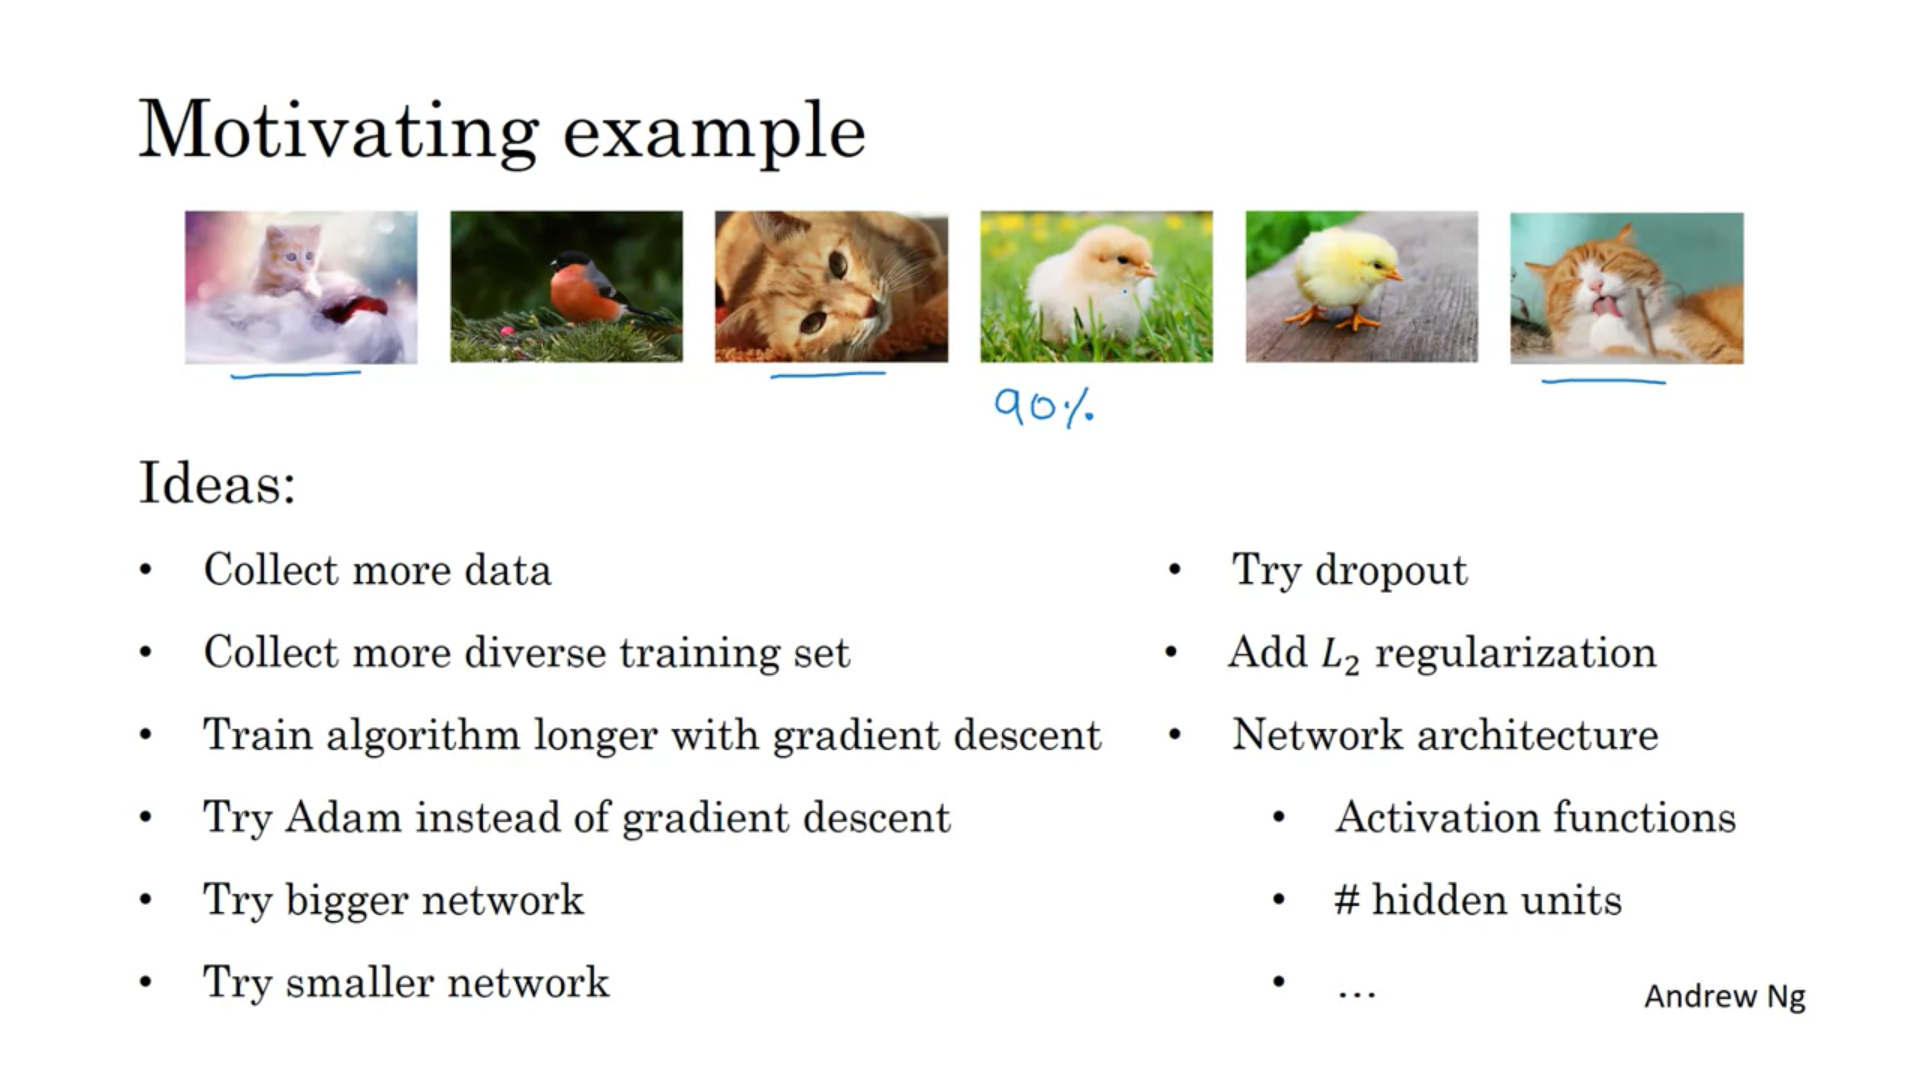 Motivating example
90%
Ideas:
• Collect more data
• Collect more diverse training set
• Train algorithm longer with gradient descent
• Try Adam instead of gradient descent
• Try bigger network
• Try smaller network
• Try dropout
• Add L₂ regularization
• Network architecture
• Activation functions
• # hidden units
• ...
Andrew Ng